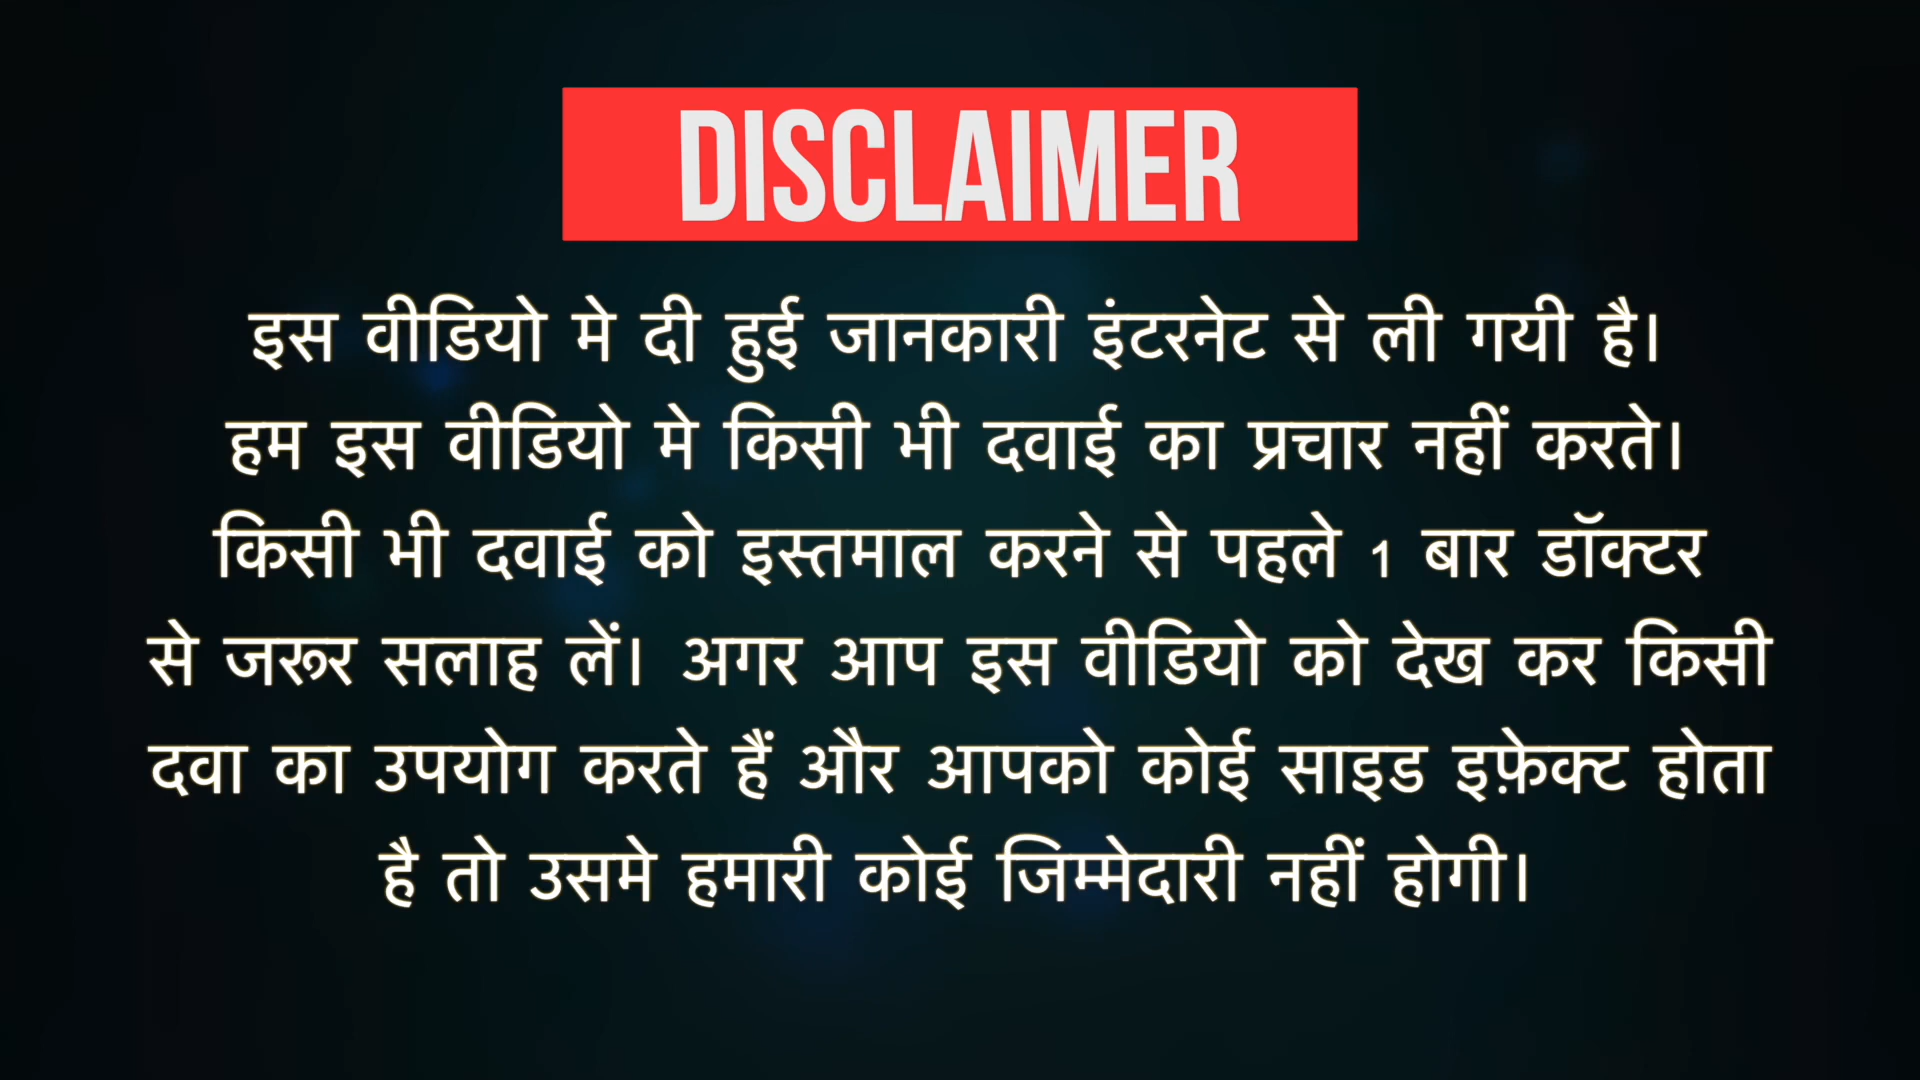 DISCLAIMER
इस वीडियो मे दी हुई जानकारी इंटरनेट से ली गयी है।
हम इस वीडियो मे किसी भी दवाई का प्रचार नहीं करते।
किसी भी दवाई को इस्तमाल करने से पहले 1 बार डॉक्टर
से जरूर सलाह लें। अगर आप इस वीडियो को देख कर किसी
दवा का उपयोग करते हैं और आपको कोई साइड इफ़ेक्ट होता
है तो उसमे हमारी कोई जिम्मेदारी नहीं होगी।